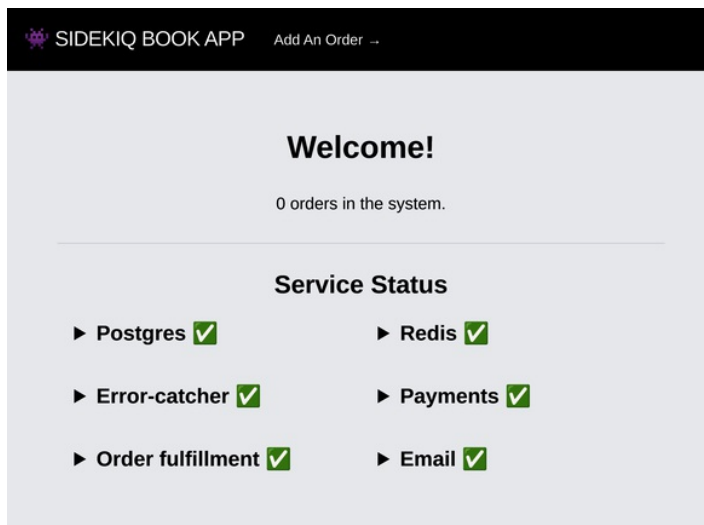 👾 SIDEKIQ BOOK APP Add An Order →
Welcome!
0 orders in the system.
Service Status
▶ Postgres ✅ ▶ Redis ✅
▶ Error-catcher ✅ ▶ Payments ✅
▶ Order fulfillment ✅ ▶ Email ✅